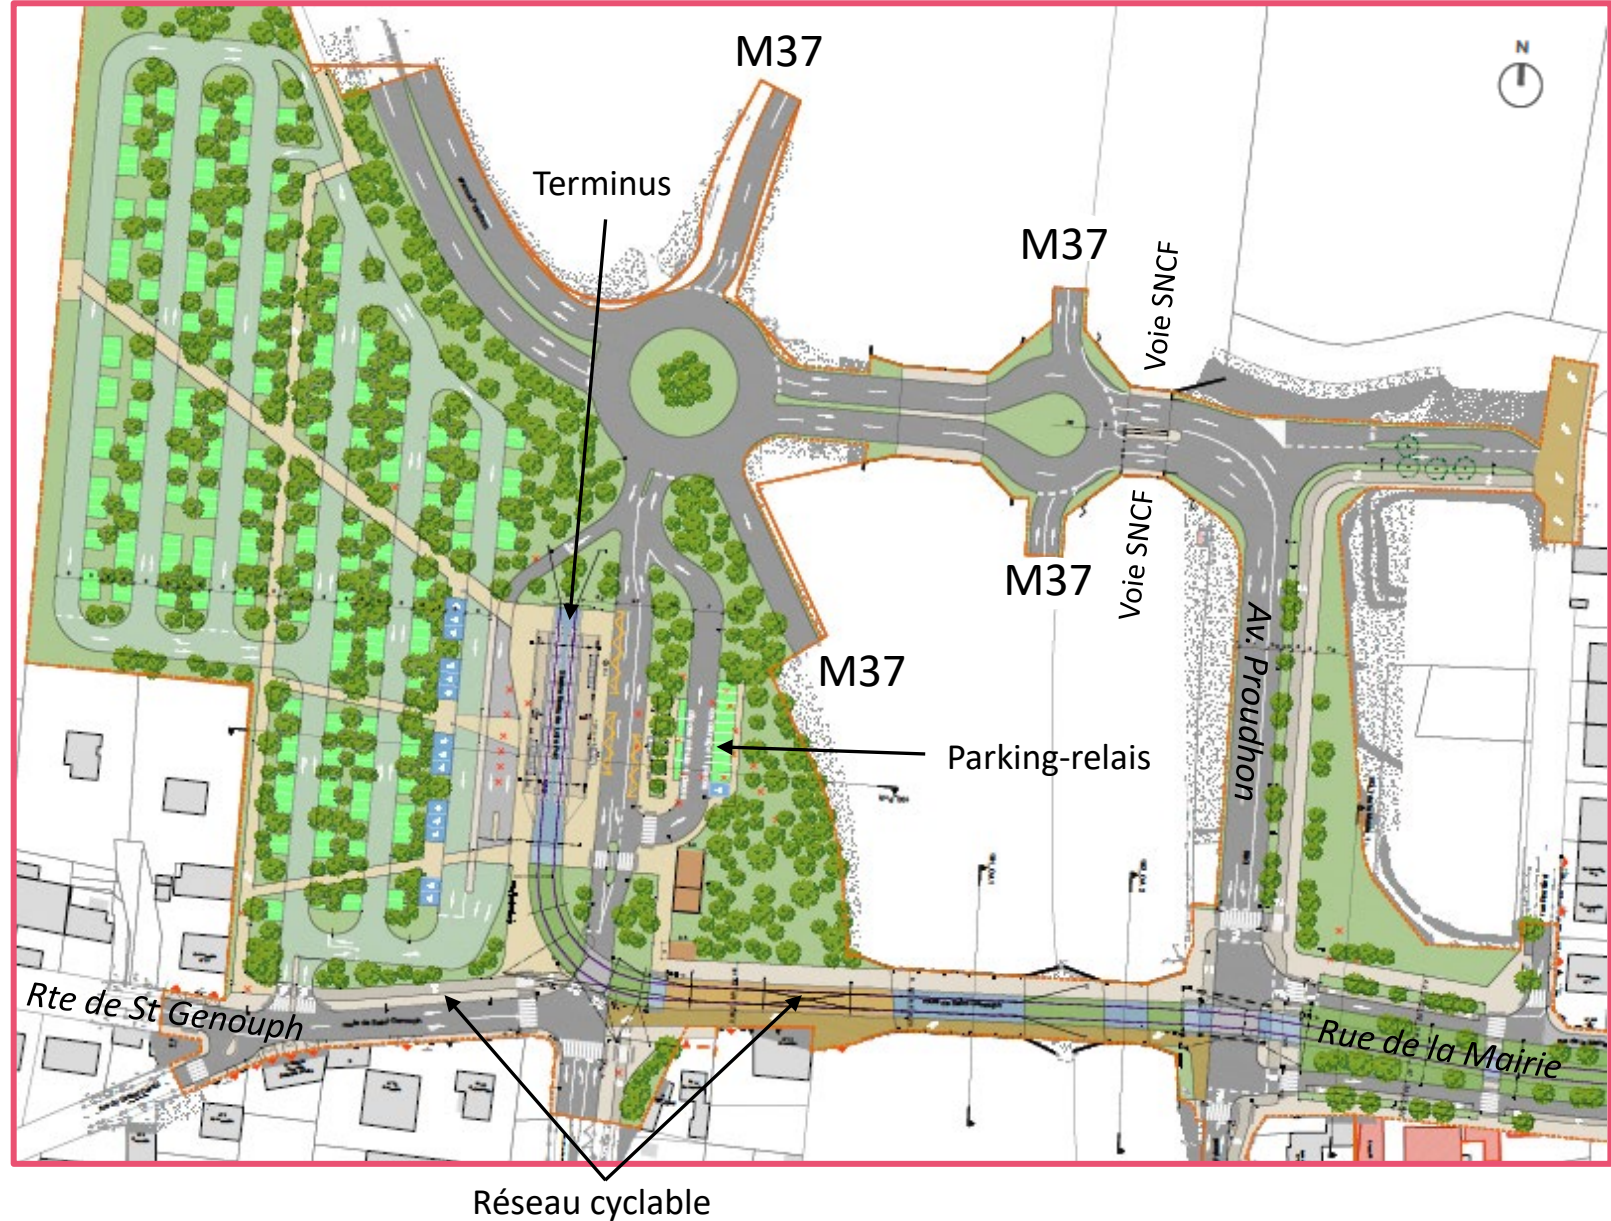 N
M37
Terminus
M37
Voie SNCF
Voie SNCF
M37
Av. Proudhon
M37
Parking-relais
Rte de St Genouph
Rue de la Mairie
Réseau cyclable